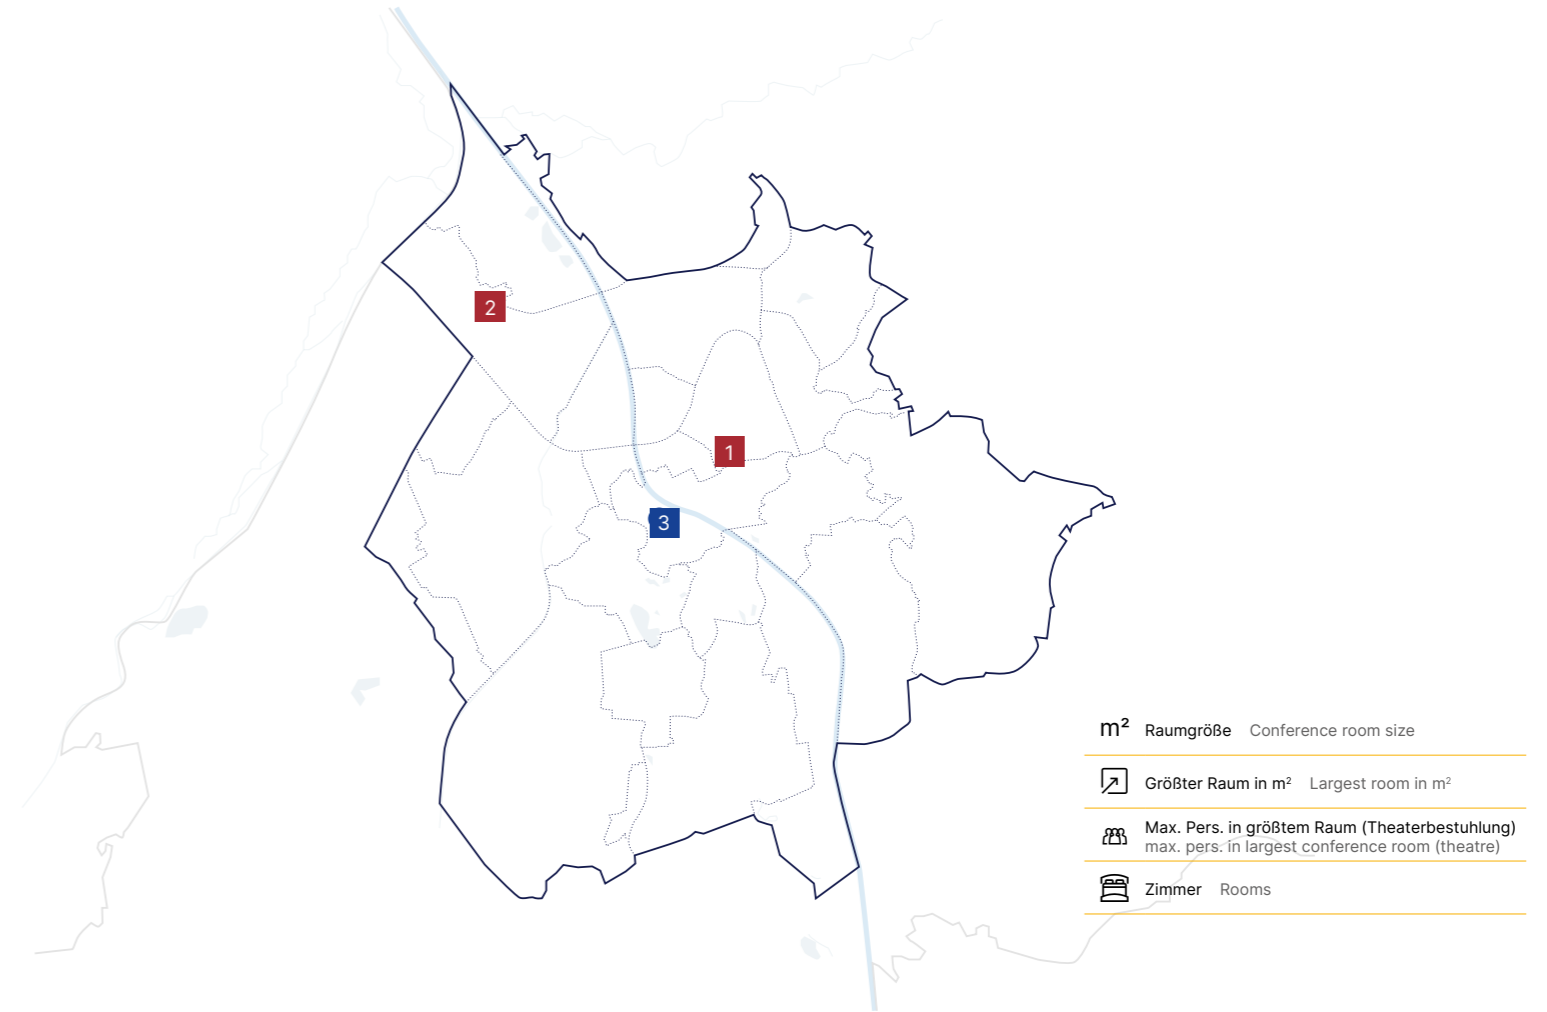 2
1
3
m² Raumgröße Conference room size
Größter Raum in m² Largest room in m²
Max. Pers. in größtem Raum (Theaterbestuhlung)
max. pers. in largest conference room (theatre)
Zimmer Rooms